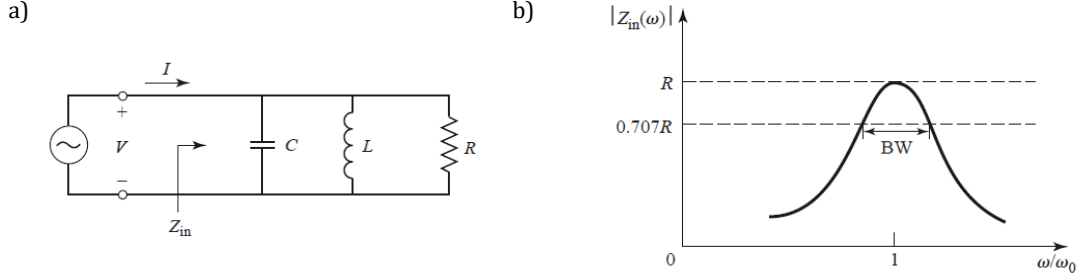 a)
I
+
V
−
C
L
R
Z_in
b)
|Z_in(ω)|
R
0.707R
BW
0
1
ω/ω_0